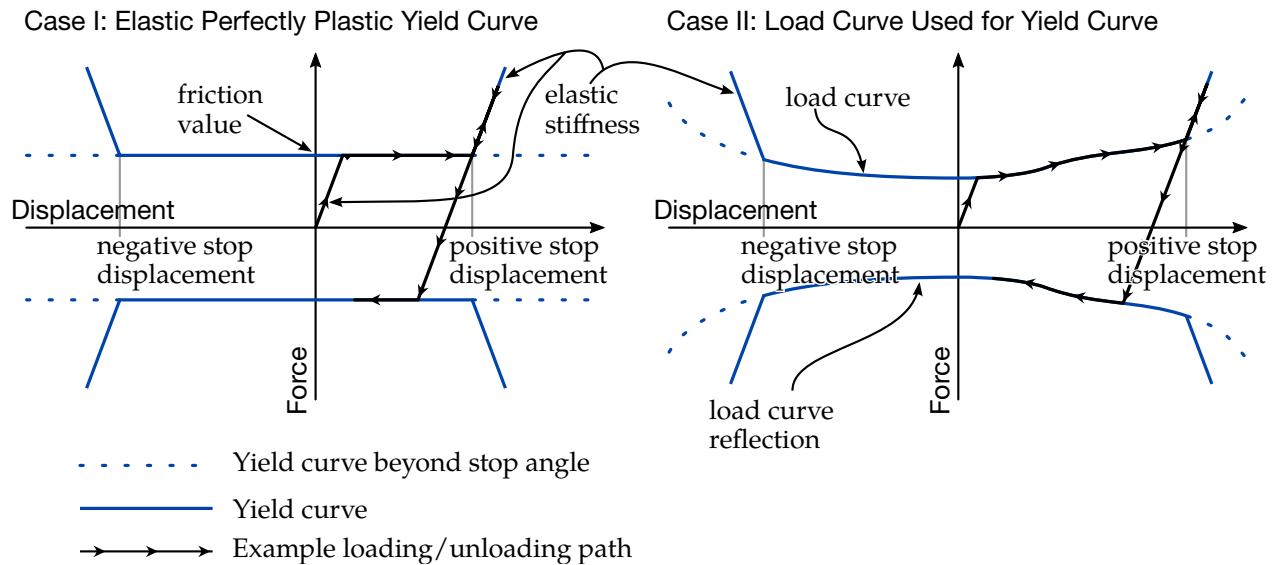 Case I: Elastic Perfectly Plastic Yield Curve
friction
value
elastic
stiffness
Displacement
negative stop
displacement
positive stop
displacement
Force
Case II: Load Curve Used for Yield Curve
load curve
Displacement
negative stop
displacement
positive stop
displacement
Force
load curve
reflection
Yield curve beyond stop angle
Yield curve
Example loading/unloading path